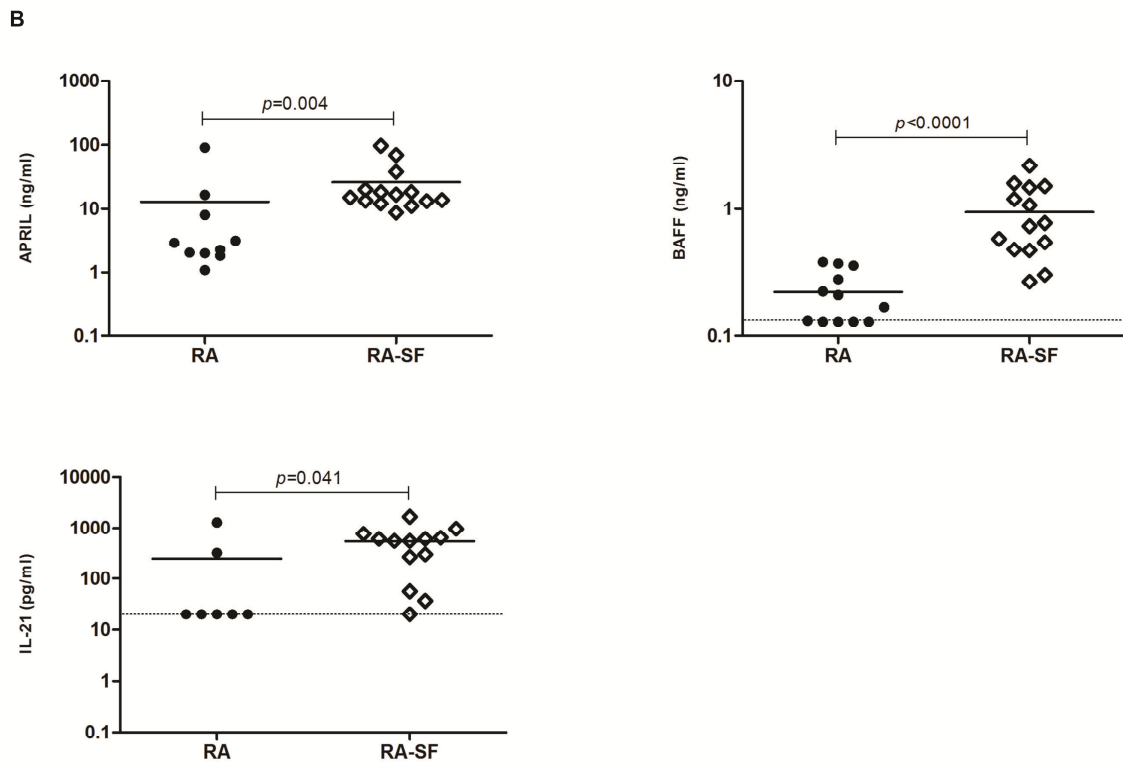 B
1000
100
10
1
0.1
APRIL (ng/ml)
p=0.004
RA RA-SF
10
1
0.1
BAFF (ng/ml)
p<0.0001
RA RA-SF
10000
1000
100
10
1
0.1
IL-21 (pg/ml)
p=0.041
RA RA-SF